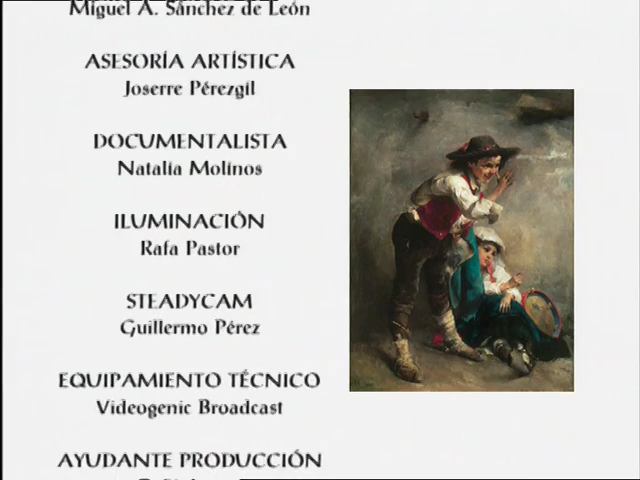 Miguel A. Sánchez de León
ASESORÍA ARTÍSTICA
Joserre Pérezgil
DOCUMENTALISTA
Natalia Molinos
ILUMINACIÓN
Rafa Pastor
STEADYCAM
Guillermo Pérez
EQUIPAMIENTO TÉCNICO
Videogenic Broadcast
AYUDANTE PRODUCCIÓN